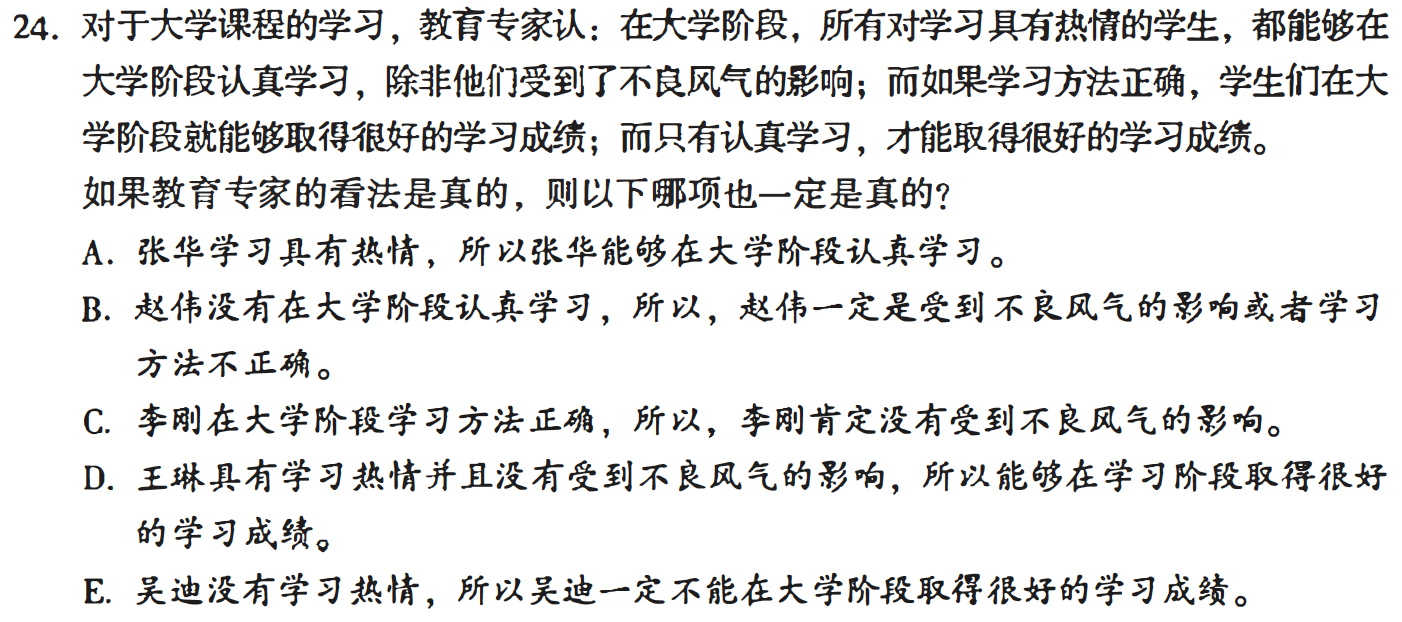 24. 对于大学课程的学习，教育专家认：在大学阶段，所有对学习具有热情的学生，都能够在
大学阶段认真学习，除非他们受到了不良风气的影响；而如果学习方法正确，学生们在大
学阶段就能够取得很好的学习成绩；而只有认真学习，才能取得很好的学习成绩。
如果教育专家的看法是真的，则以下哪项也一定是真的？
A. 张华学习具有热情，所以张华能够在大学阶段认真学习。
B. 赵伟没有在大学阶段认真学习，所以，赵伟一定是受到不良风气的影响或者学习
方法不正确。
C. 李刚在大学阶段学习方法正确，所以，李刚肯定没有受到不良风气的影响。
D. 王琳具有学习热情并且没有受到不良风气的影响，所以能够在学习阶段取得很好
的学习成绩。
E. 吴迪没有学习热情，所以吴迪一定不能在大学阶段取得很好的学习成绩。